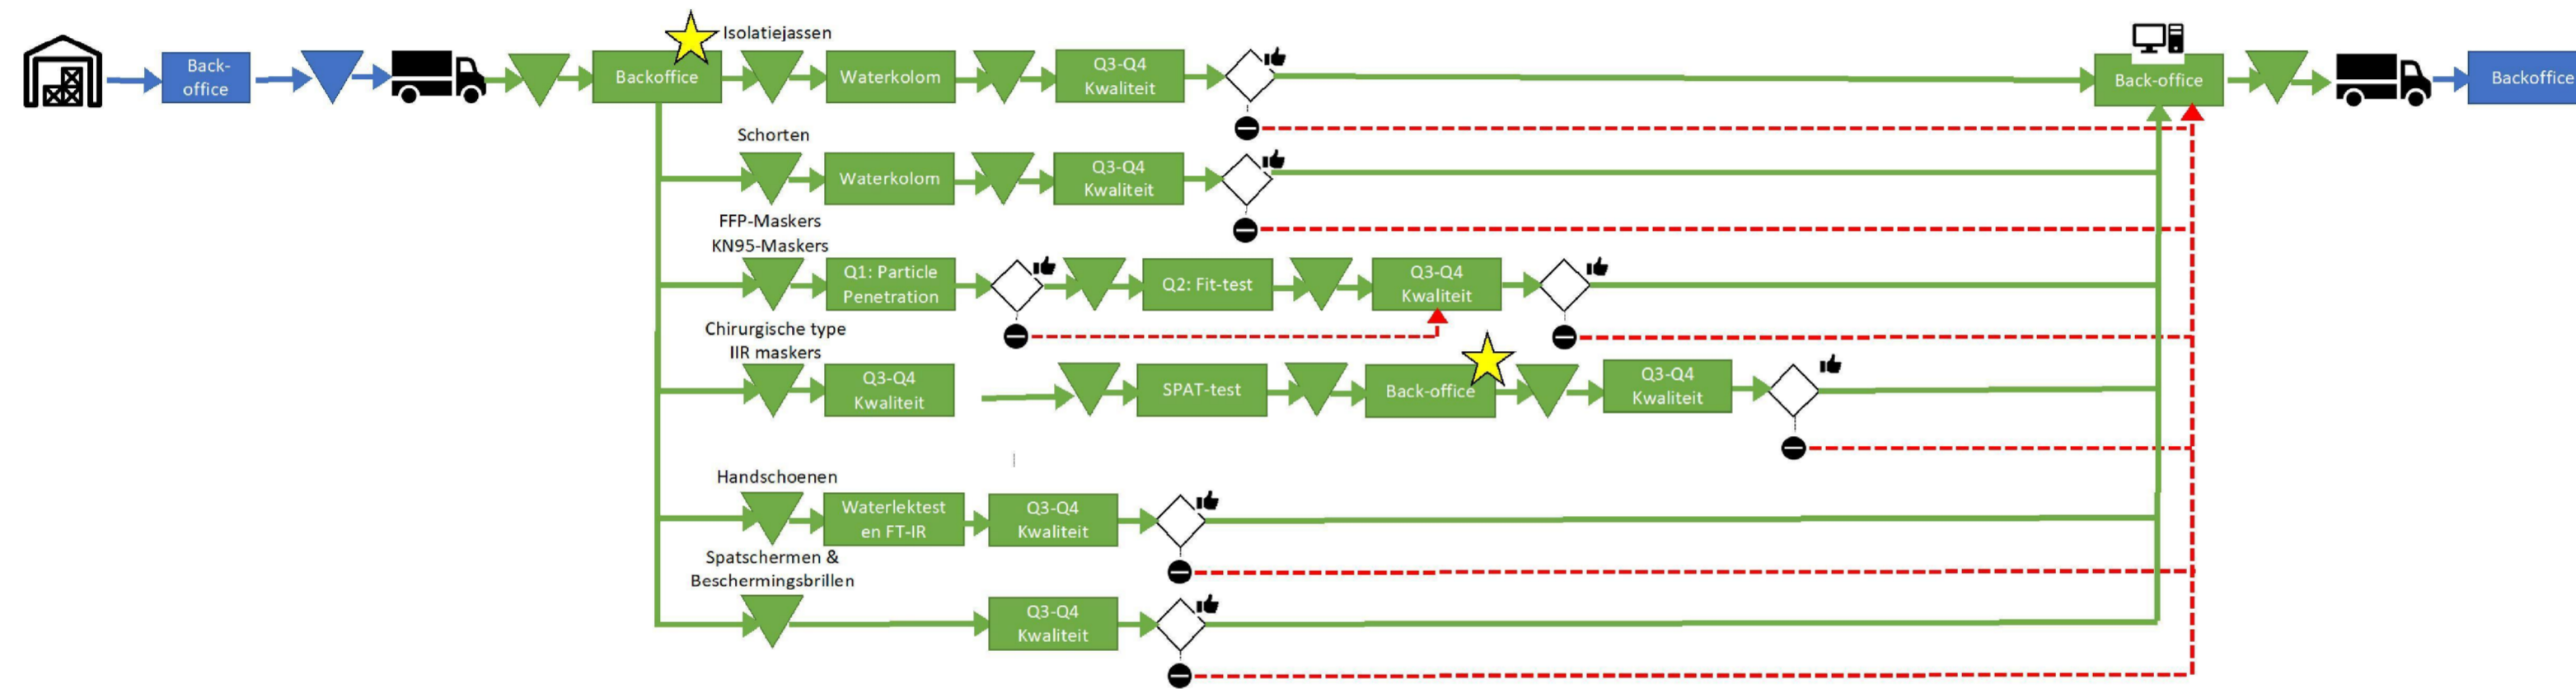 Back-
office
Backoffice
Isolatiejassen
Waterkolom
Q3-Q4
Kwaliteit
Back-office
Backoffice
Schorten
Waterkolom
Q3-Q4
Kwaliteit
FFP-Maskers
KN95-Maskers
Q1: Particle
Penetration
Q2: Fit-test
Q3-Q4
Kwaliteit
Chirurgische type
IIR maskers
Q3-Q4
Kwaliteit
SPAT-test
Back-office
Q3-Q4
Kwaliteit
Handschoenen
Waterlektest
en FT-IR
Q3-Q4
Kwaliteit
Spatschermen &
Beschermingsbrillen
Q3-Q4
Kwaliteit